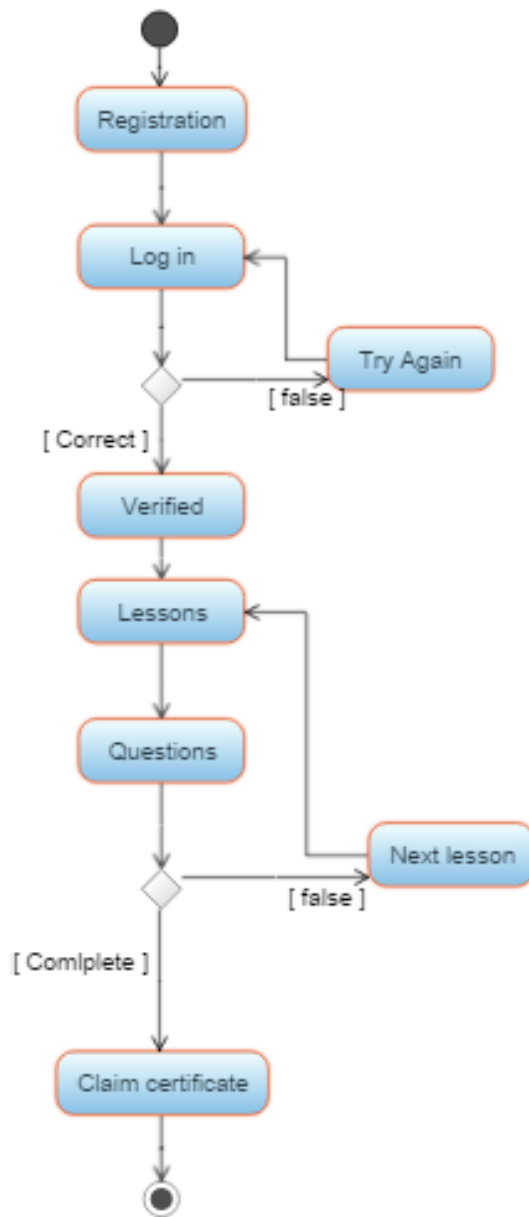 Registration
Log in
Try Again
[ false ]
[ Correct ]
Verified
Lessons
Questions
Next lesson
[ false ]
[ Comlplete ]
Claim certificate